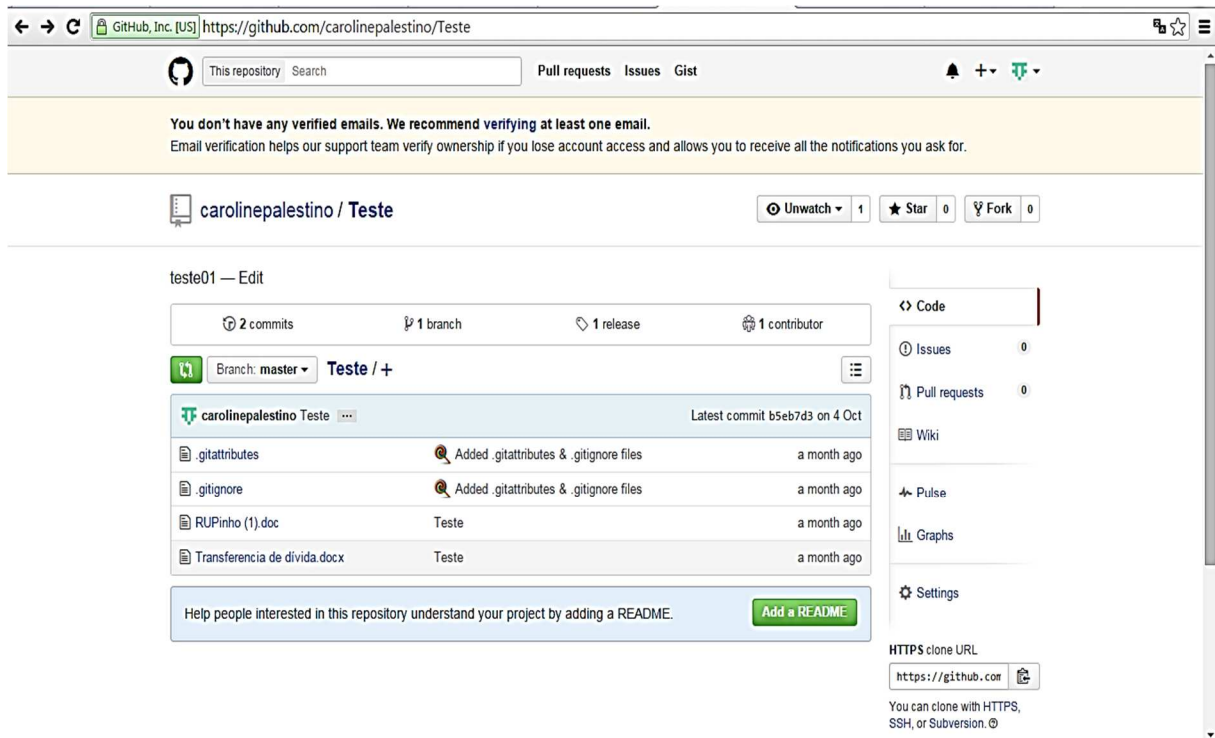 GitHub, Inc. [US] https://github.com/carolinepalestino/Teste
This repository Search Pull requests Issues Gist
You don't have any verified emails. We recommend verifying at least one email.
Email verification helps our support team verify ownership if you lose account access and allows you to receive all the notifications you ask for.
carolinepalestino / Teste
Unwatch 1 Star 0 Fork 0
teste01 — Edit
2 commits 1 branch 1 release 1 contributor
Branch: master Teste / +
carolinepalestino Teste ... Latest commit b5eb7d3 on 4 Oct
.gitattributes Added .gitattributes & .gitignore files a month ago
.gitignore Added .gitattributes & .gitignore files a month ago
RUPinho (1).doc Teste a month ago
Transferencia de dívida.docx Teste a month ago
Help people interested in this repository understand your project by adding a README. Add a README
Code
Issues 0
Pull requests 0
Wiki
Pulse
Graphs
Settings
HTTPS clone URL
https://github.com
You can clone with HTTPS,
SSH, or Subversion.